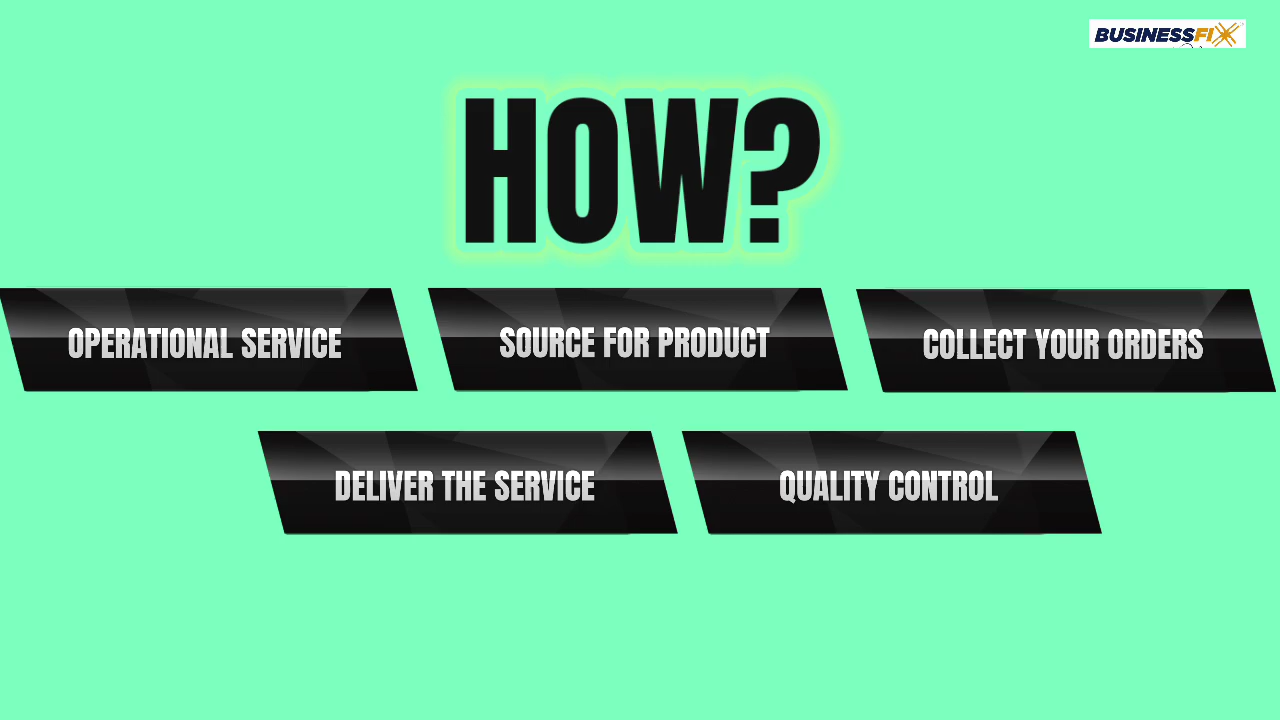 BUSINESSFIX
HOW?
OPERATIONAL SERVICE
SOURCE FOR PRODUCT
COLLECT YOUR ORDERS
DELIVER THE SERVICE
QUALITY CONTROL